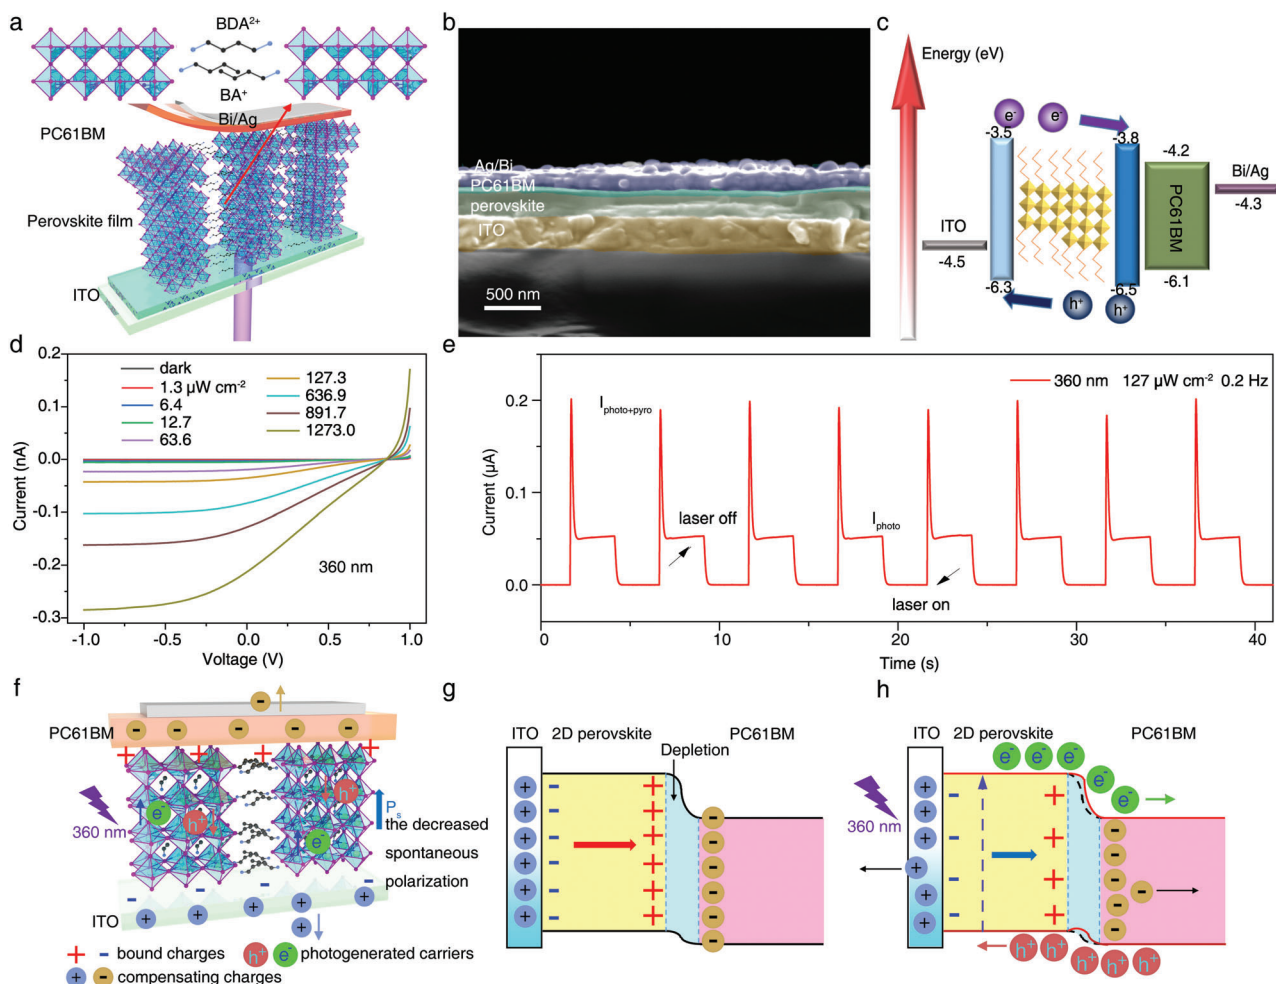 a
BDA2+
BA+
Bi/Ag
PC61BM
Perovskite film
ITO
b
Ag/Bi
PC61BM
perovskite
ITO
500 nm
c
Energy (eV)
e- e-
-3.5
-3.8
-4.2
Bi/Ag
-4.3
ITO
-4.5
PC61BM
-6.3
-6.5
-6.1
h+ h+
d
0.2
0.1
0.0
-0.1
-0.2
-0.3
Current (nA)
dark
1.3 µW cm-2
6.4
12.7
63.6
127.3
636.9
891.7
1273.0
360 nm
-1.0 -0.5 0.0 0.5 1.0
Voltage (V)
e
360 nm 127 µW cm-2 0.2 Hz
0.2
0.1
0.0
Current (µA)
Iphoto+pyro
laser off
Iphoto
laser on
0 10 20 30 40
Time (s)
f
PC61BM
+ + + +
- - - - - -
360 nm
e- h+ h+ e-
Ps
the decreased
spontaneous
polarization
- - - -
ITO
+ + + + + +
+ - bound charges h+ e- photogenerated carriers
+ - compensating charges
g
ITO 2D perovskite PC61BM
Depletion
+ - + -
+ - + -
+ - + -
+ - + -
+ - + -
+ - + -
h
ITO 2D perovskite PC61BM
e- e- e- e- e-
360 nm
+ - + -
+ - -
+ - + -
+ - + -
+ - + -
h+ h+ h+ h+ h+